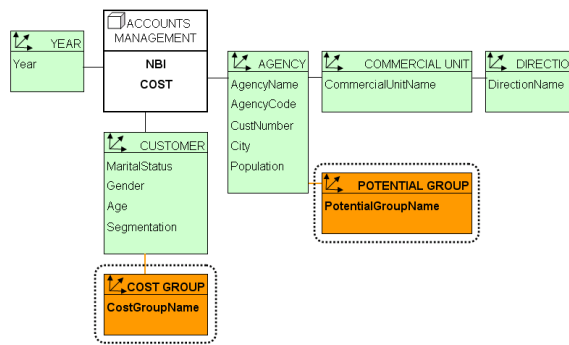 YEAR
Year
ACCOUNTS
MANAGEMENT
NBI
COST
AGENCY
AgencyName
AgencyCode
CustNumber
City
Population
COMMERCIAL UNIT
CommercialUnitName
DIRECTIO
DirectionName
CUSTOMER
MaritalStatus
Gender
Age
Segmentation
POTENTIAL GROUP
PotentialGroupName
COST GROUP
CostGroupName